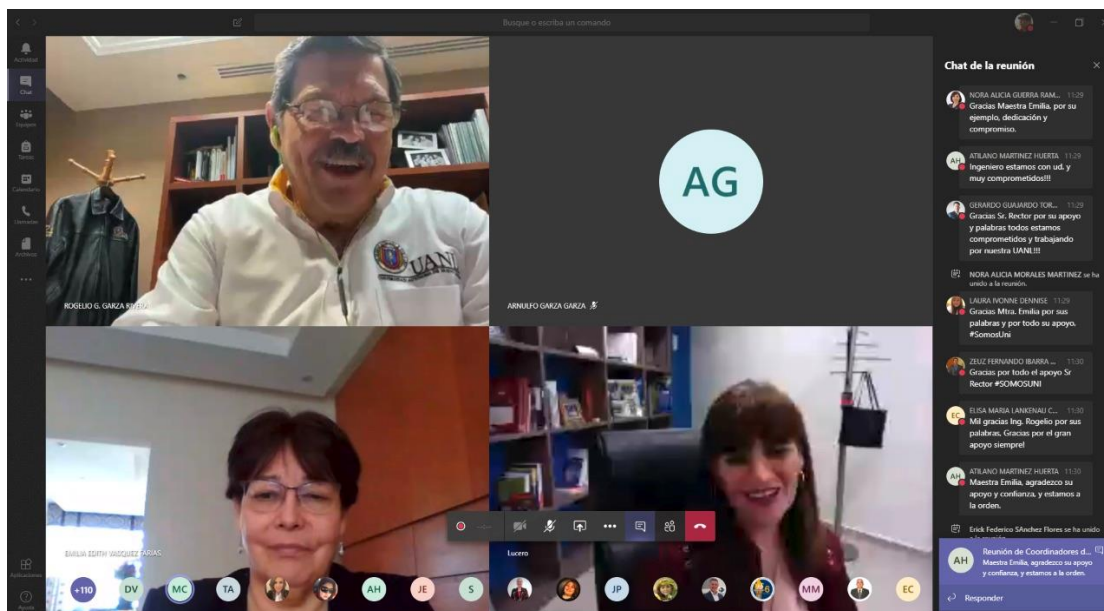 Busque o escriba un comando
Actividad
Chat
Equipos
Tareas
Calendario
Llamadas
Archivos
Aplicaciones
Ayuda
UANL
ROGELIO G. GARZA RIVERA
AG
ARNULFO GARZA GARZA
EMILIA EDITH VASQUEZ FARIAS
Lucero
+110
DV
MC
TA
AH
JE
S
JP
MM
EC
Chat de la reunión
NORA ALICIA GUERRA RAM... 11:29
Gracias Maestra Emilia. por su
ejemplo, dedicación y
compromiso.
AH
ATILANO MARTINEZ HUERTA 11:29
Ingeniero estamos con ud, y
muy comprometidos!!!
GERARDO GUAJARDO TOR... 11:29
Gracias Sr. Rector por su apoyo
y palabras todos estamos
comprometidos y trabajando
por nuestra UANL!!!
NORA ALICIA MORALES MARTINEZ se ha
unido a la reunión.
LAURA IVONNE DENNISE 11:29
Gracias Mtra. Emilia por sus
palabras y por todo su apoyo.
#SomosUni
ZEUZ FERNANDO IBARRA ... 11:30
Gracias por todo el apoyo Sr
Rector #SOMOSUNI
EC
ELISA MARIA LANKENAU C... 11:30
Mil gracias Ing. Rogelio por sus
palabras, Gracias por el gran
apoyo siempre!
AH
ATILANO MARTINEZ HUERTA 11:30
Maestra Emilia, agradezco su
apoyo y confianza, y estamos a
la orden.
Erick Federico SAnchez Flores se ha unido
AH
Reunión de Coordinadores d...
Maestra Emilia, agradezco su apoyo
y confianza, y estamos a la orden.
Responder